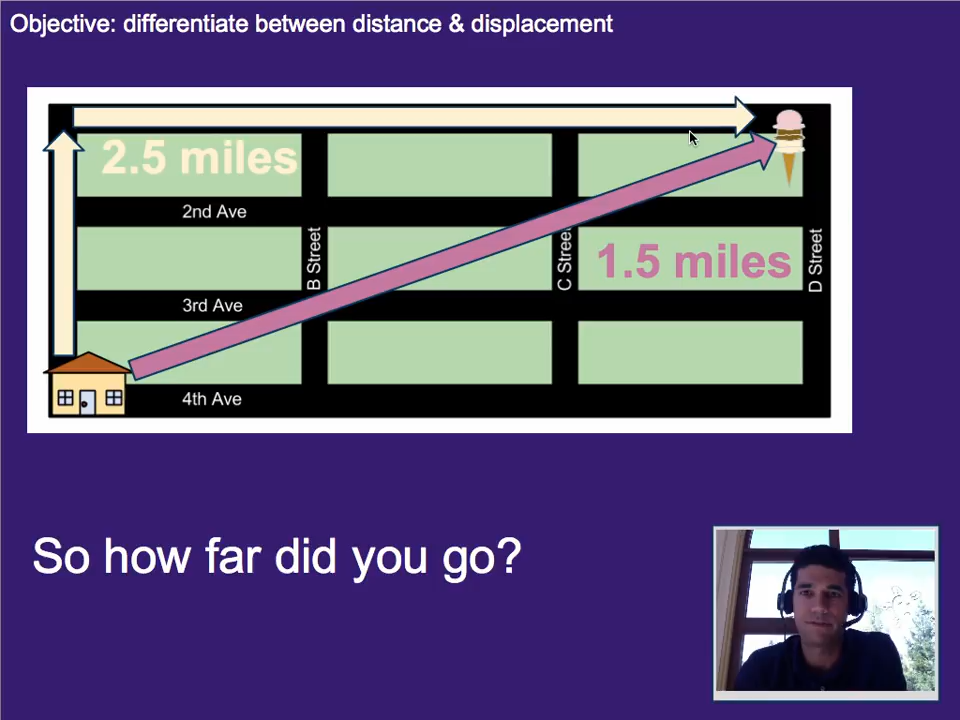 Objective: differentiate between distance & displacement
2.5 miles
2nd Ave
B Street
C Street
1.5 miles
D Street
3rd Ave
4th Ave
So how far did you go?